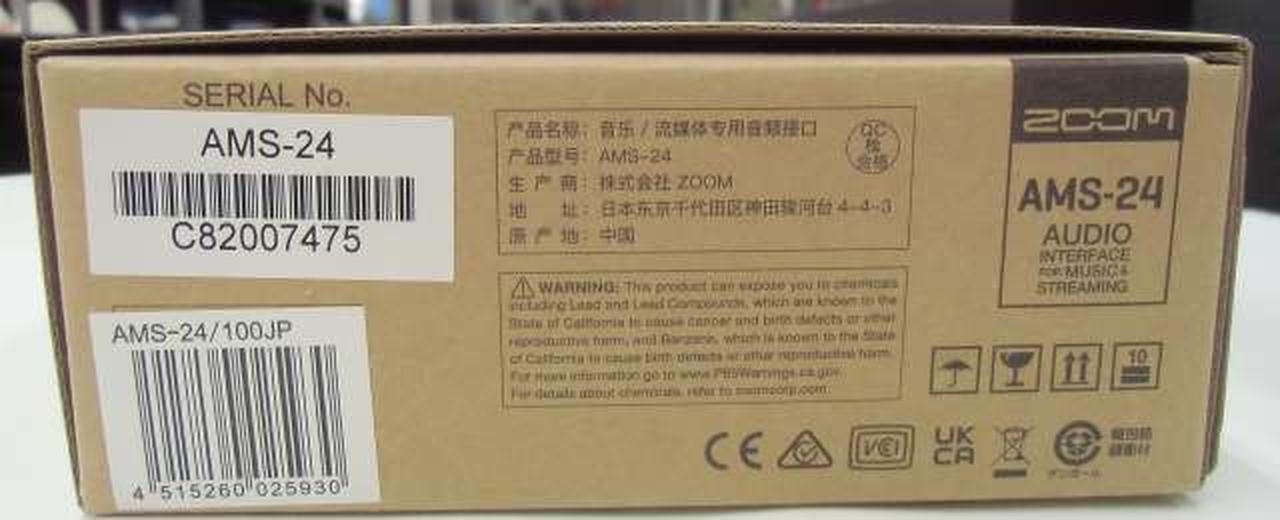 SERIAL No.
AMS-24
C82007475
AMS-24/100JP
4 515260 025930
产品名称: 音乐 / 流媒体专用音频接口
产品型号: AMS-24
生 产 商: 株式会社 ZOOM
地 址: 日本东京千代田区神田骏河台 4-4-3
原 产 地: 中国
QC
检
合格
WARNING: This product can expose you to chemicals
including Lead and Lead Compounds, which are known to the
State of California to cause cancer and birth defects or other
reproductive harm, and Benzene, which is known to the State
of California to cause birth defects or other reproductive harm.
For more information go to www.P65Warnings.ca.gov.
For details about chemicals, refer to zoomcorp.com.
ZOOM
AMS-24
AUDIO
INTERFACE
FOR MUSIC &
STREAMING
10
CE
VCI
UK
CA
ダンボール